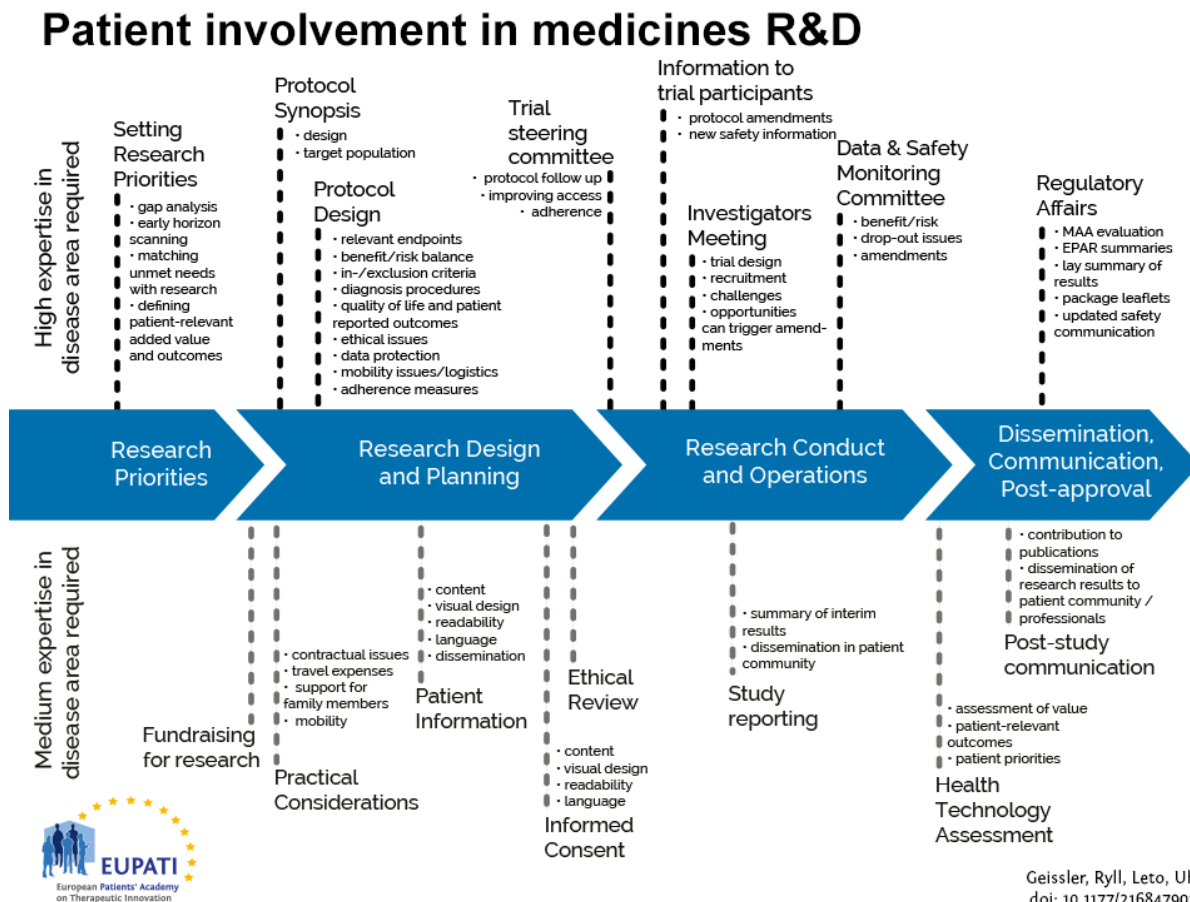 Patient involvement in medicines R&D
High expertise in
disease area required
Setting
Research
Priorities
• gap analysis
• early horizon
scanning
• matching
unmet needs
with research
• defining
patient-relevant
added value
and outcomes
Protocol
Synopsis
• design
• target population
Protocol
Design
• relevant endpoints
• benefit/risk balance
• in-/exclusion criteria
• diagnosis procedures
• quality of life and patient
reported outcomes
• ethical issues
• data protection
• mobility issues/logistics
• adherence measures
Trial
steering
committee
• protocol follow up
• improving access
• adherence
Information to
trial participants
• protocol amendments
• new safety information
Investigators
Meeting
• trial design
• recruitment
• challenges
• opportunities
can trigger amend-
ments
Data & Safety
Monitoring
Committee
• benefit/risk
• drop-out issues
• amendments
Regulatory
Affairs
• MAA evaluation
• EPAR summaries
• lay summary of
results
• package leaflets
• updated safety
communication
Research
Priorities
Research Design
and Planning
Research Conduct
and Operations
Dissemination,
Communication,
Post-approval
Medium expertise in
disease area required
Fundraising
for research
• contractual issues
• travel expenses
• support for
family members
• mobility
Practical
Considerations
• content
• visual design
• readability
• language
• dissemination
Patient
Information
Ethical
Review
• content
• visual design
• readability
• language
Informed
Consent
• summary of interim
results
• dissemination in patient
community
Study
reporting
• contribution to
publications
• dissemination of
research results to
patient community /
professionals
Post-study
communication
• assessment of value
• patient-relevant
outcomes
• patient priorities
Health
Technology
Assessment
EUPATI
European Patients' Academy
on Therapeutic Innovation
Geissler, Ryll, Leto,
doi: 10.1177/21684790